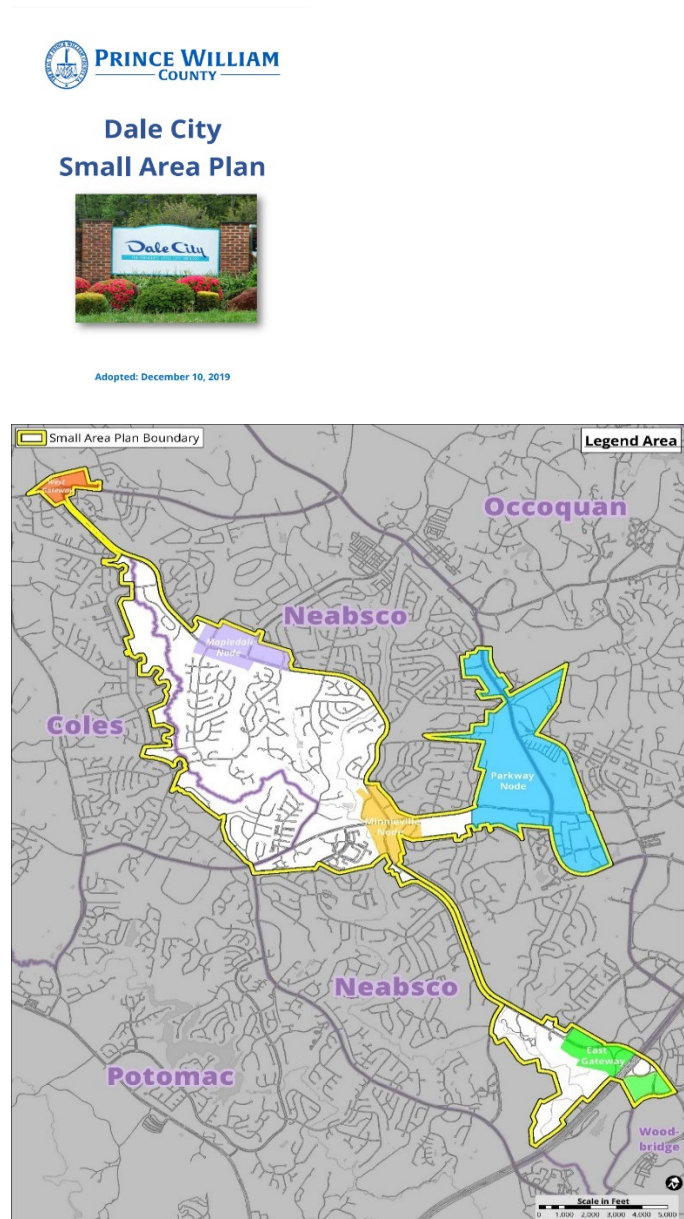 PRINCE WILLIAM
COUNTY
Dale City
Small Area Plan
Dale City
Adopted: December 10, 2019
Small Area Plan Boundary
Legend Area
West
Gateway
Occoquan
Neabsco
Mapledale
Node
Coles
Parkway
Node
Minnieville
Node
Neabsco
East
Gateway
Potomac
Wood-
bridge
Scale in Feet
0 1,000 2,000 3,000 4,000 5,000